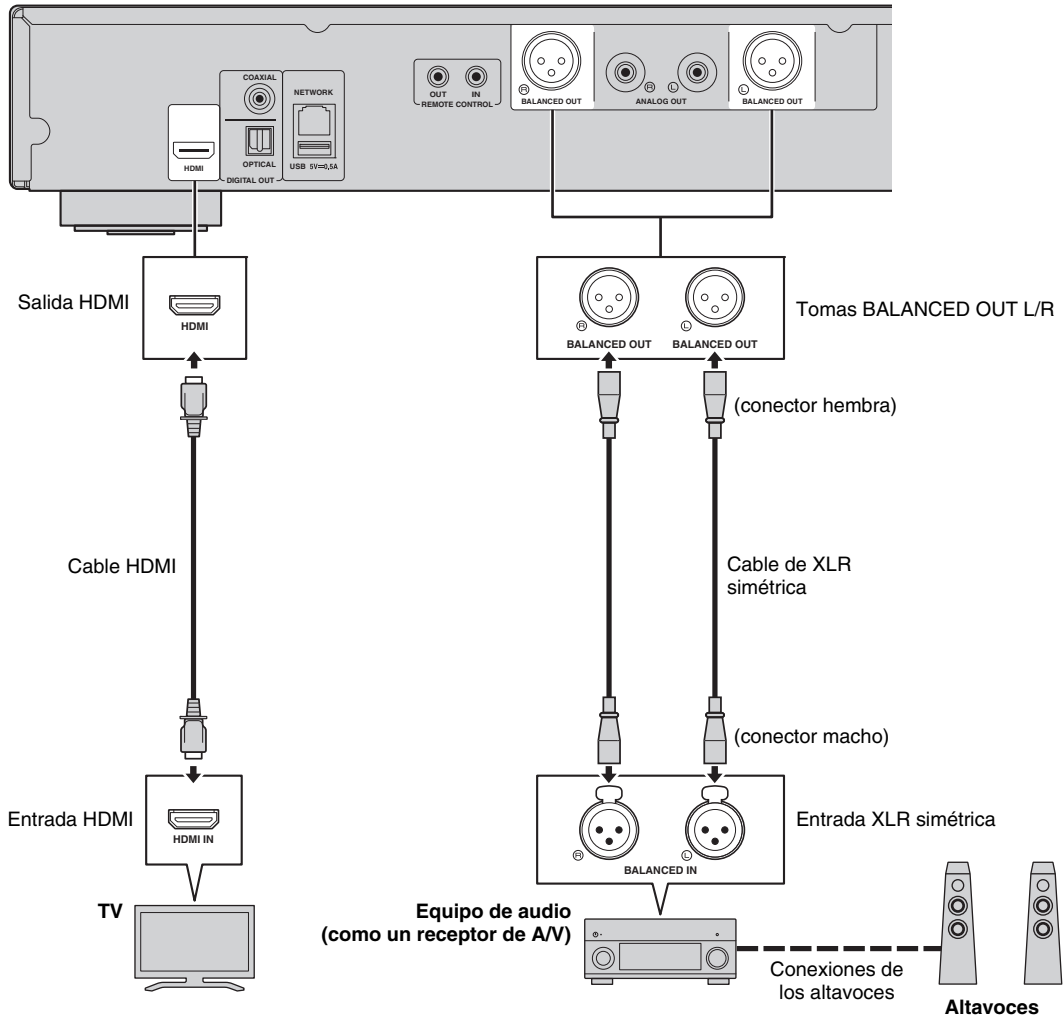 COAXIAL
NETWORK
OUT
IN
REMOTE CONTROL
R
BALANCED OUT
R
L
ANALOG OUT
L
BALANCED OUT
HDMI
OPTICAL
DIGITAL OUT
USB 5V⎓0,5A
Salida HDMI
HDMI
R
L
BALANCED OUT
BALANCED OUT
Tomas BALANCED OUT L/R
(conector hembra)
Cable HDMI
Cable de XLR
simétrica
(conector macho)
Entrada HDMI
HDMI IN
R
L
BALANCED IN
Entrada XLR simétrica
TV
Equipo de audio
(como un receptor de A/V)
Conexiones de
los altavoces
Altavoces